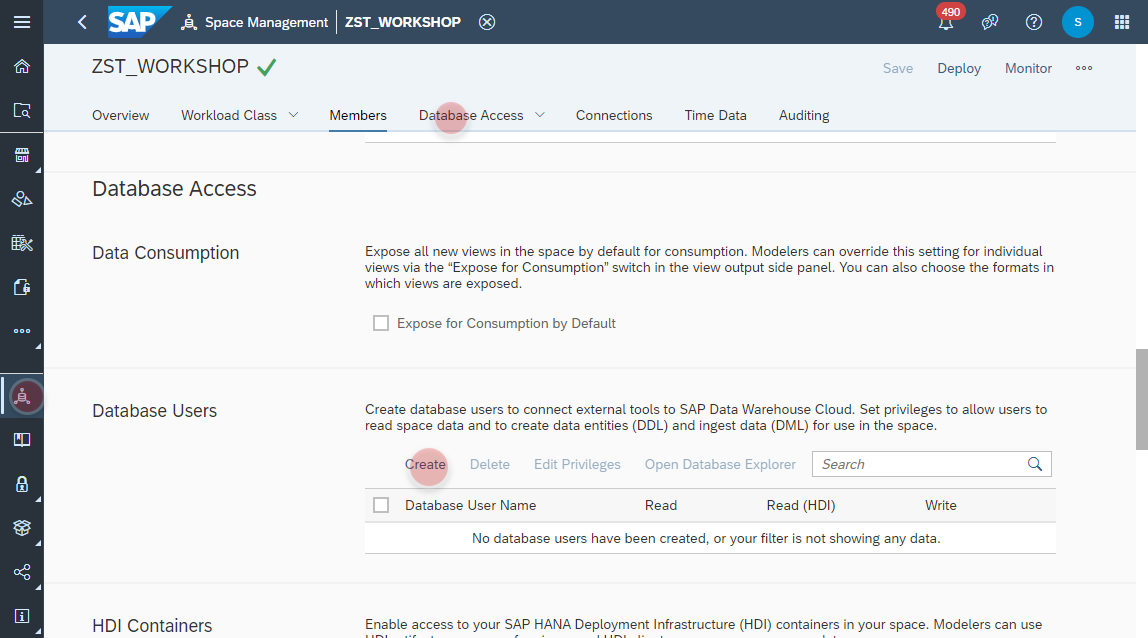 SAP Space Management ZST_WORKSHOP 490 S
ZST_WORKSHOP Save Deploy Monitor
Overview Workload Class Members Database Access Connections Time Data Auditing
Database Access
Data Consumption
Expose all new views in the space by default for consumption. Modelers can override this setting for individual
views via the “Expose for Consumption” switch in the view output side panel. You can also choose the formats in
which views are exposed.
Expose for Consumption by Default
Database Users
Create database users to connect external tools to SAP Data Warehouse Cloud. Set privileges to allow users to
read space data and to create data entities (DDL) and ingest data (DML) for use in the space.
Create Delete Edit Privileges Open Database Explorer Search
Database User Name Read Read (HDI) Write
No database users have been created, or your filter is not showing any data.
HDI Containers
Enable access to your SAP HANA Deployment Infrastructure (HDI) containers in your space. Modelers can use